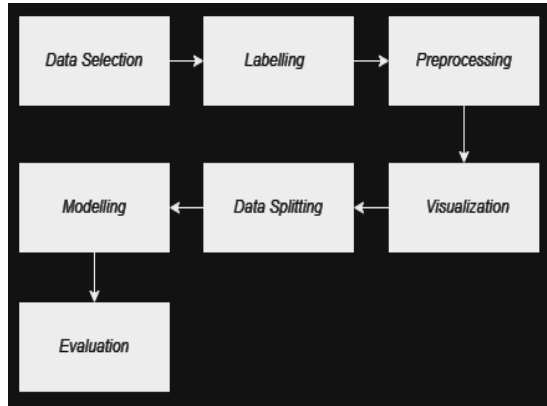 Data Selection
Labelling
Preprocessing
Visualization
Data Splitting
Modelling
Evaluation